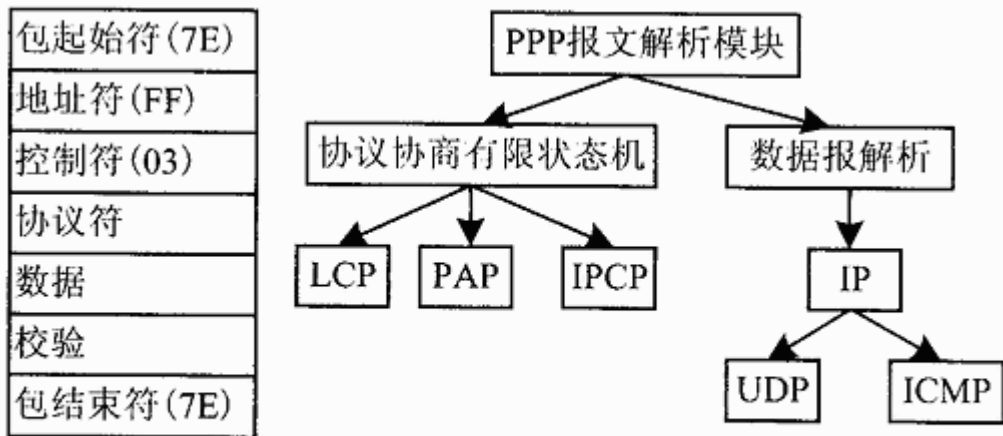 包起始符(7E)
地址符(FF)
控制符(03)
协议符
数据
校验
包结束符(7E)
PPP报文解析模块
协议协商有限状态机
数据报解析
LCP
PAP
IPCP
IP
UDP
ICMP